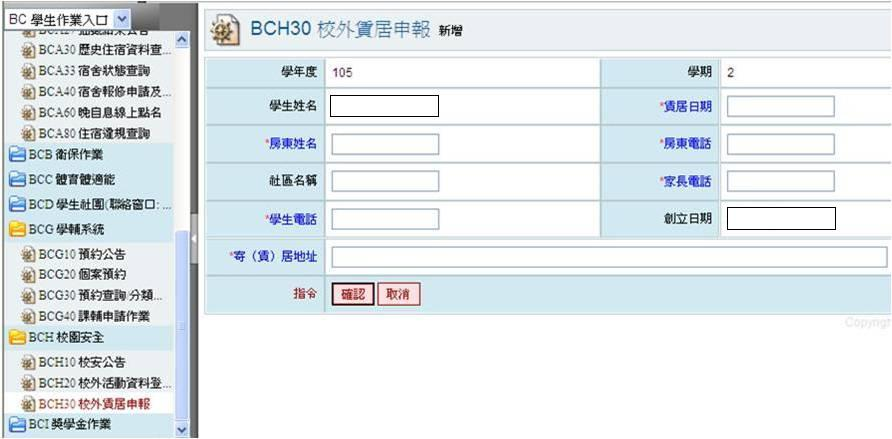 BC 學生作業入口
BCA30 歷史住宿資料查...
BCA33 宿舍狀態查詢
BCA40 宿舍報修申請及...
BCA60 晚自息線上點名
BCA80 住宿違規查詢
BCB 衛保作業
BCC 體育體適能
BCD 學生社團(聯絡窗口: ...
BCG 學輔系統
BCG10 預約公告
BCG20 個案預約
BCG30 預約查詢/分類...
BCG40 課輔申請作業
BCH 校園安全
BCH10 校安公告
BCH20 校外活動資料登...
BCH30 校外賃居申報
BCI 獎學金作業
BCH30 校外賃居申報 新增
學年度 105 學期 2
學生姓名 *賃居日期
*房東姓名 *房東電話
社區名稱 *家長電話
*學生電話 創立日期
*寄（賃）居地址
指令 確認 取消